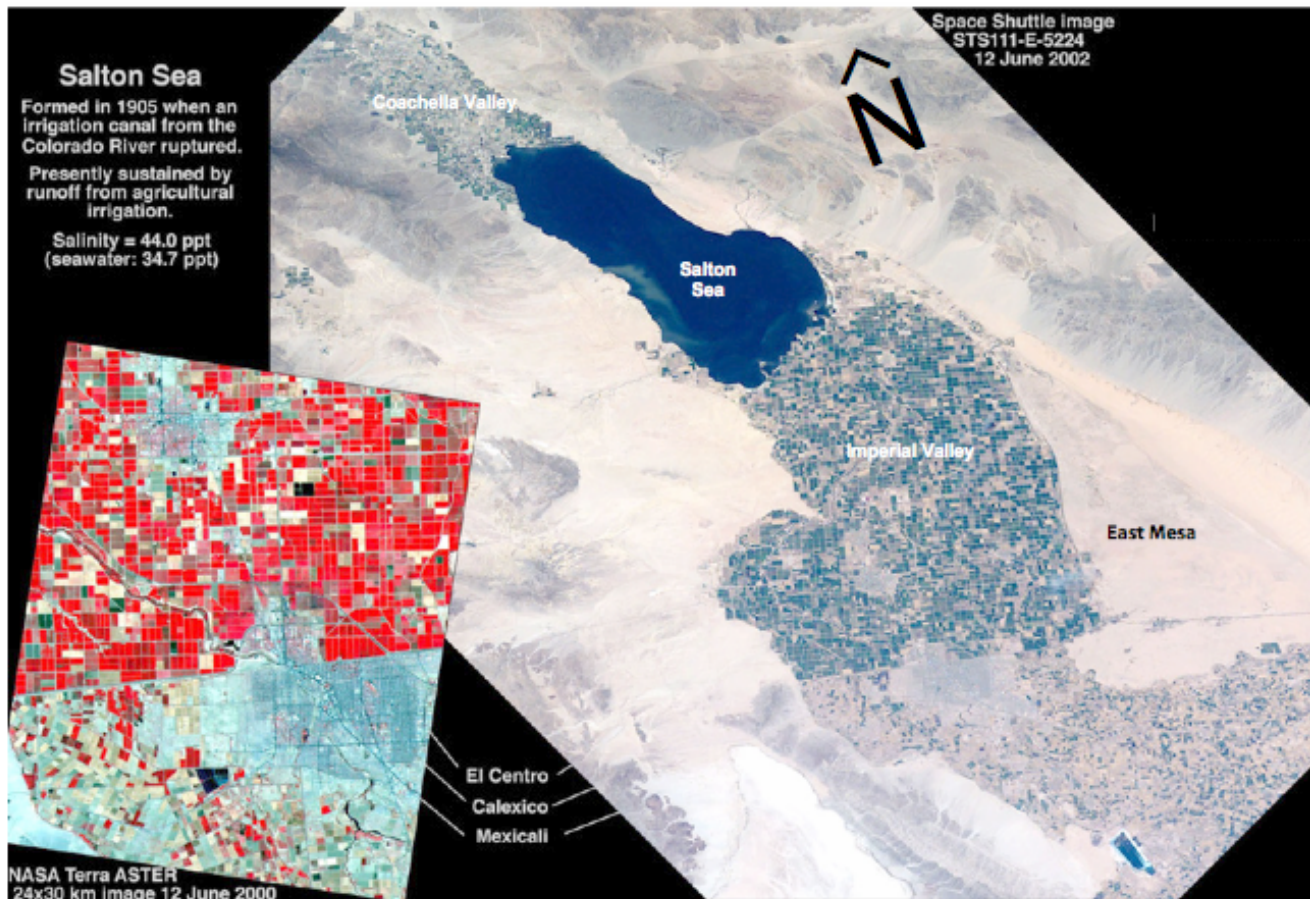 Salton Sea
Formed in 1905 when an
irrigation canal from the
Colorado River ruptured.
Presently sustained by
runoff from agricultural
irrigation.
Salinity = 44.0 ppt
(seawater: 34.7 ppt)
Space Shuttle image
STS111-E-5224
12 June 2002
N
Coachella Valley
Salton
Sea
Imperial Valley
East Mesa
El Centro
Calexico
Mexicali
NASA Terra ASTER
24x30 km image 12 June 2000